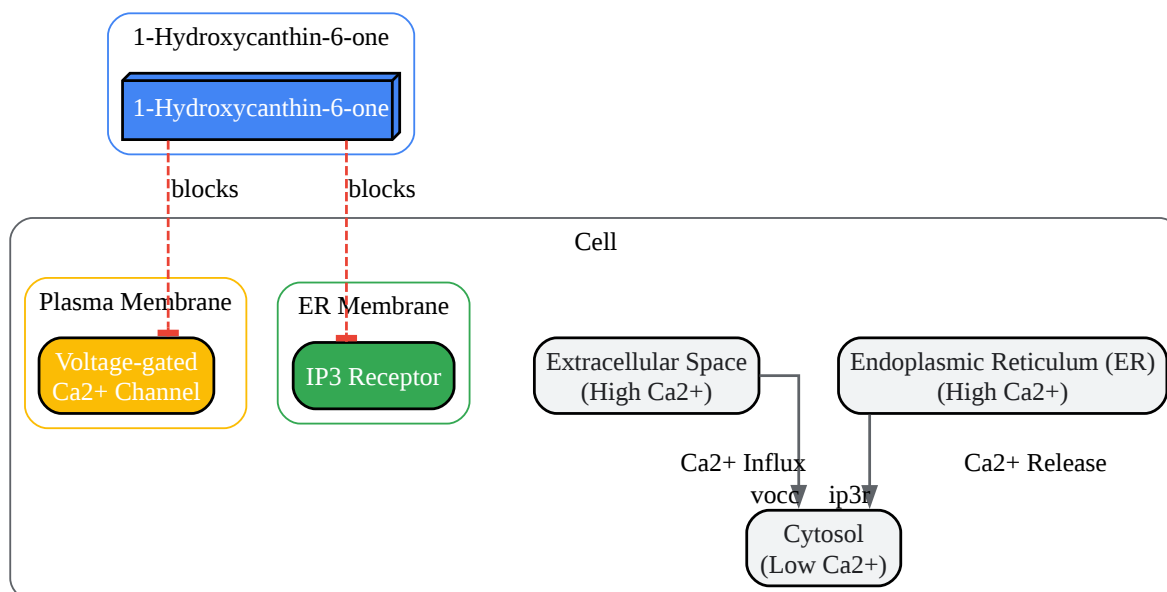 1-Hydroxycanthin-6-one
1-Hydroxycanthin-6-one
blocks
blocks
Cell
Plasma Membrane
ER Membrane
Voltage-gated
Ca2+ Channel
IP3 Receptor
Extracellular Space
(High Ca2+)
Endoplasmic Reticulum (ER)
(High Ca2+)
Ca2+ Influx
Ca2+ Release
vocc
ip3r
Cytosol
(Low Ca2+)